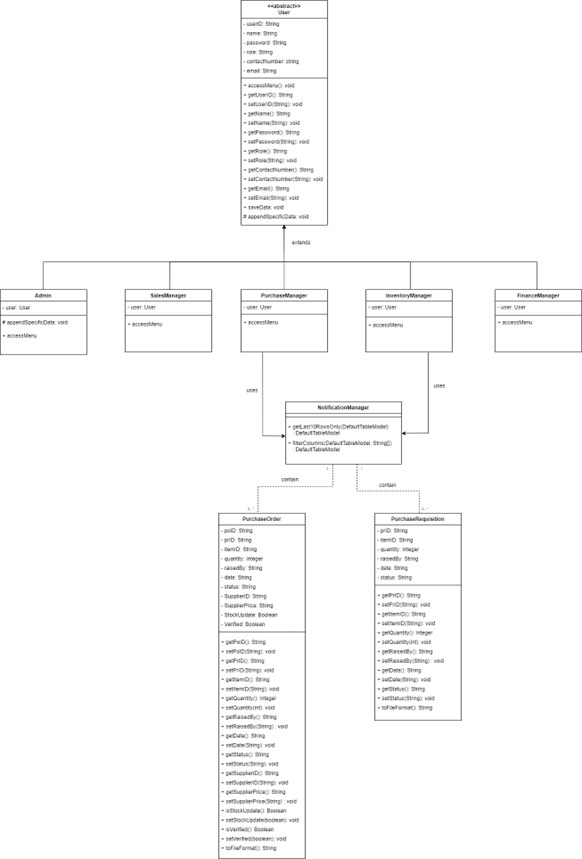 <<abstract>>
User
- userID: String
- name: String
- password: String
- role: String
- contactNumber: string
- email: String
+ accessMenu(): void
+ getUserID(): String
+ setUserID(String): void
+ getName(): String
+ setName(String): void
+ getPassword(): String
+ setPassword(String): void
+ getRole(): String
+ setRole(String): void
+ getContactNumber(): String
+ setContactNumber(String): void
+ getEmail(): String
+ setEmail(String): void
+ saveData: void
# appendSpecificData: void
extends
Admin
- user: User
# appendSpecificData: void
+ accessMenu
SalesManager
- user: User
+ accessMenu
PurchaseManager
- user: User
+ accessMenu
InventoryManager
- user: User
+ accessMenu
FinanceManager
- user: User
+ accessMenu
uses
uses
NotificationManager
+ getLast10RowsOnly(DefaultTableModel)
: DefaultTableModel
+ filterColumns(DefaultTableModel, String[])
: DefaultTableModel
1
1
contain
contain
0..*
0..*
PurchaseOrder
- poID: String
- prID: String
- itemID: String
- quantity: Integer
- raisedBy: String
- date: String
- status: String
- SupplierID: String
- SupplierPrice: String
- StockUpdate: Boolean
- Verified: Boolean
+ getPoID(): String
+ setPoID(String): void
+ getPrID(): String
+ setPrID(String): void
+ getItemID(): String
+ setItemID(String): void
+ getQuantity(): Integer
+ setQuantity(int): void
+ getRaisedBy(): String
+ setRaisedBy(String): void
+ getDate(): String
+ setDate(String): void
+ getStatus(): String
+ setStatus(String): void
+ getSupplierID(): String
+ setSupplierID(String): void
+ getSupplierPrice(): String
+ setSupplierPrice(String): void
+ isStockUpdate(): Boolean
+ setStockUpdate(boolean): void
+ isVerified(): Boolean
+ setVerified(boolean): void
+ toFileFormat(): String
PurchaseRequisition
- prID: String
- itemID: String
- quantity: Integer
- raisedBy: String
- date: String
- status: String
+ getPrID(): String
+ setPrID(String): void
+ getItemID(): String
+ setItemID(String): void
+ getQuantity(): Integer
+ setQuantity(int): void
+ getRaisedBy(): String
+ setRaisedBy(String): void
+ getDate(): String
+ setDate(String): void
+ getStatus(): String
+ setStatus(String): void
+ toFileFormat(): String